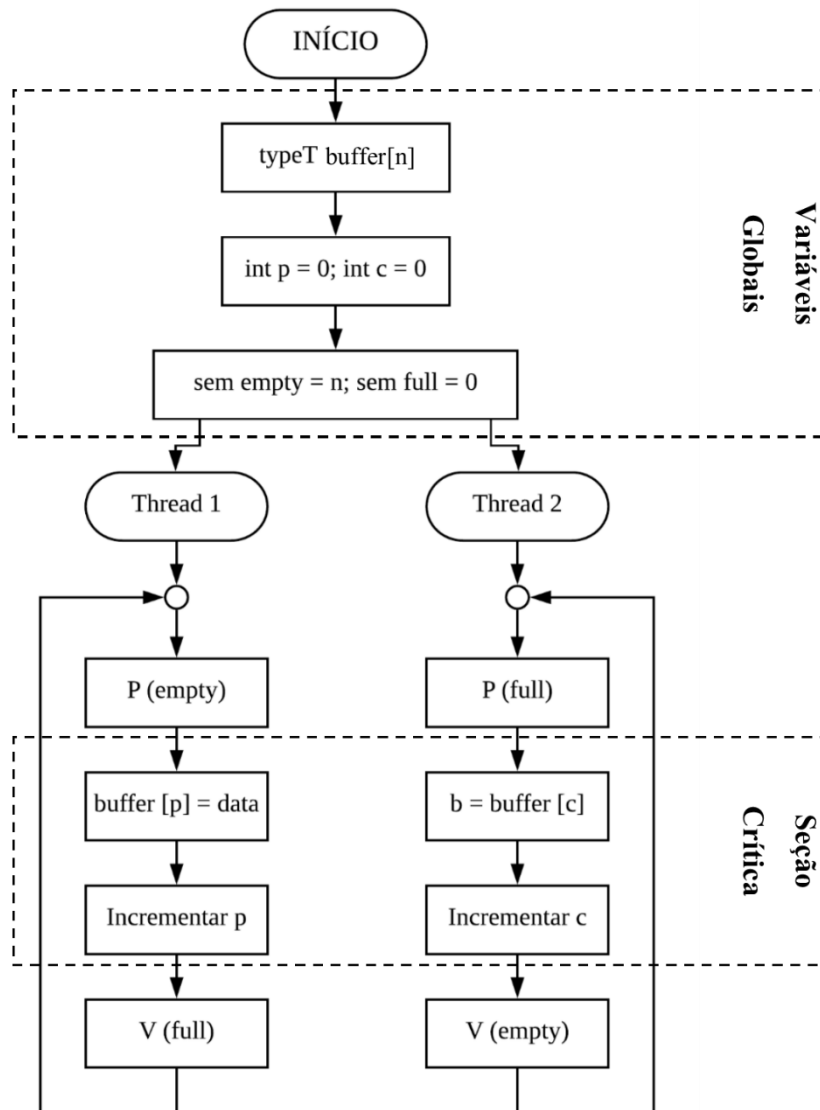 INÍCIO
typeT buffer[n]
int p = 0; int c = 0
sem empty = n; sem full = 0
Variáveis
Globais
Thread 1
Thread 2
P (empty)
P (full)
buffer [p] = data
b = buffer [c]
Incrementar p
Incrementar c
Seção
Crítica
V (full)
V (empty)